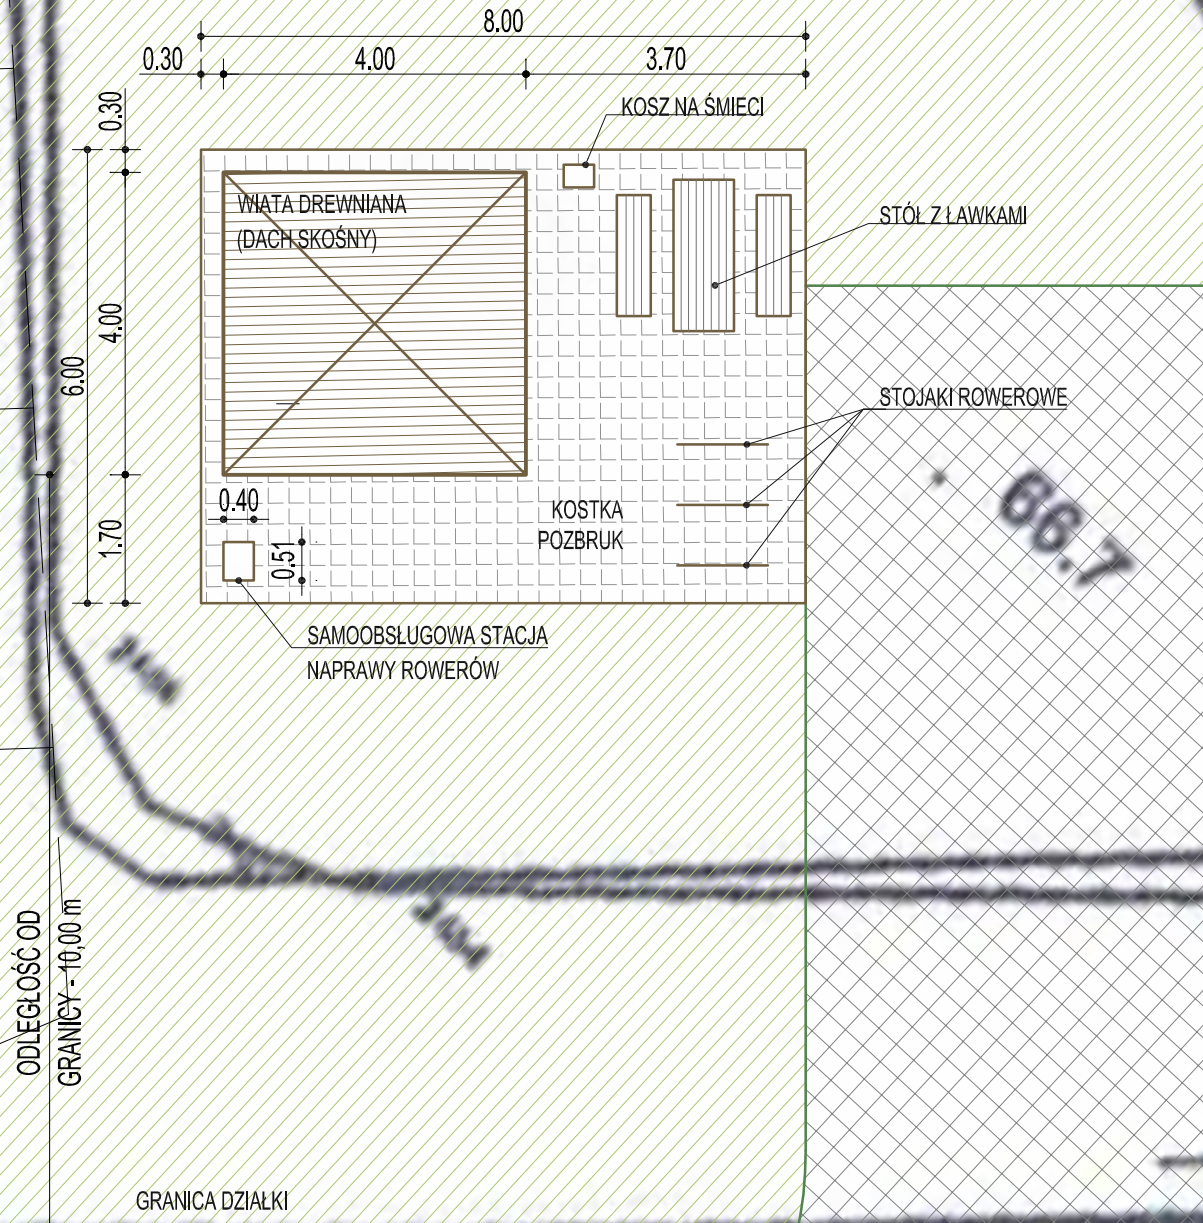 8.00
0.30
4.00
3.70
0.30
KOSZ NA ŚMIECI
WIATA DREWNIANA
(DACH SKOŚNY)
STÓŁ Z ŁAWKAMI
4.00
6.00
STOJAKI ROWEROWE
0.40
KOSTKA
POZBRUK
1.70
0.51
66.7
SAMOOBSŁUGOWA STACJA
NAPRAWY ROWERÓW
ODLEGŁOŚĆ OD
GRANICY - 10,00 m
GRANICA DZIAŁKI